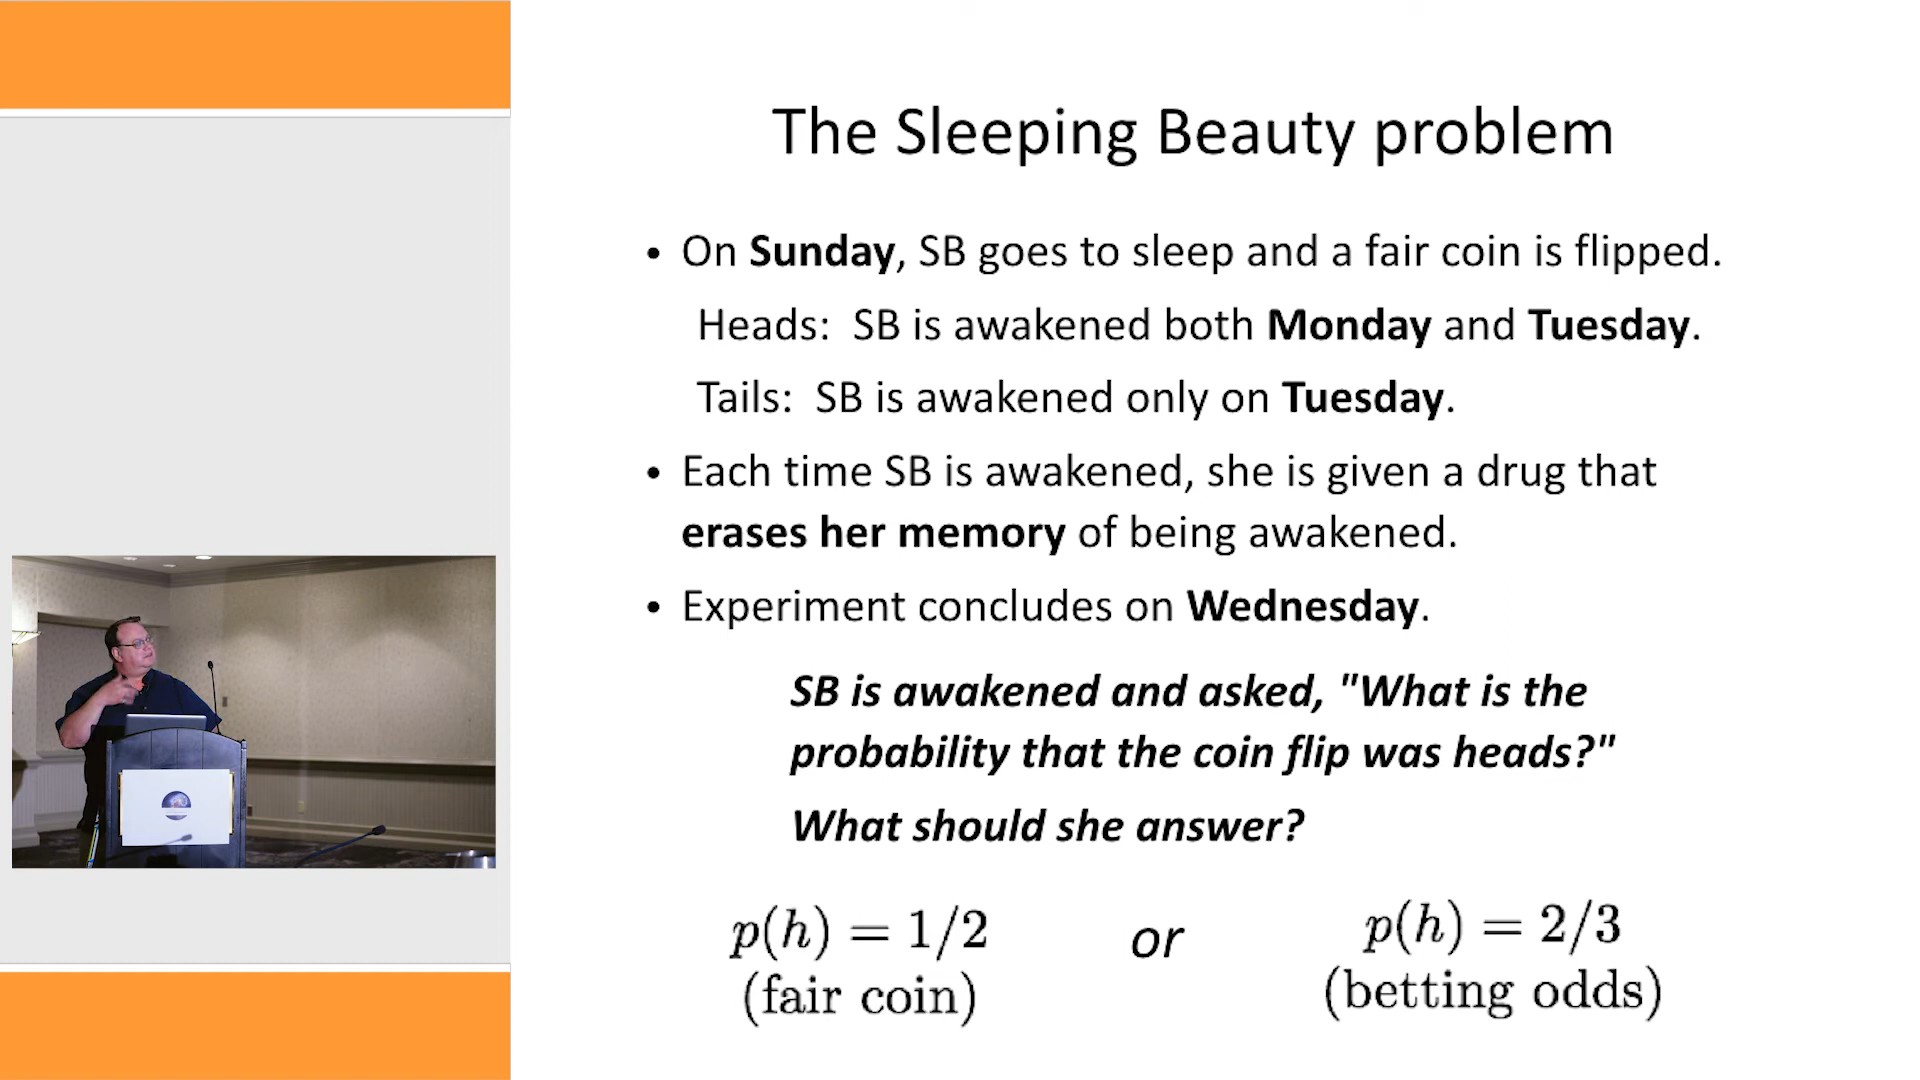 The Sleeping Beauty problem
• On Sunday, SB goes to sleep and a fair coin is flipped.
Heads: SB is awakened both Monday and Tuesday.
Tails: SB is awakened only on Tuesday.
• Each time SB is awakened, she is given a drug that
erases her memory of being awakened.
• Experiment concludes on Wednesday.
SB is awakened and asked, "What is the
probability that the coin flip was heads?"
What should she answer?
p(h) = 1/2 or p(h) = 2/3
(fair coin) (betting odds)